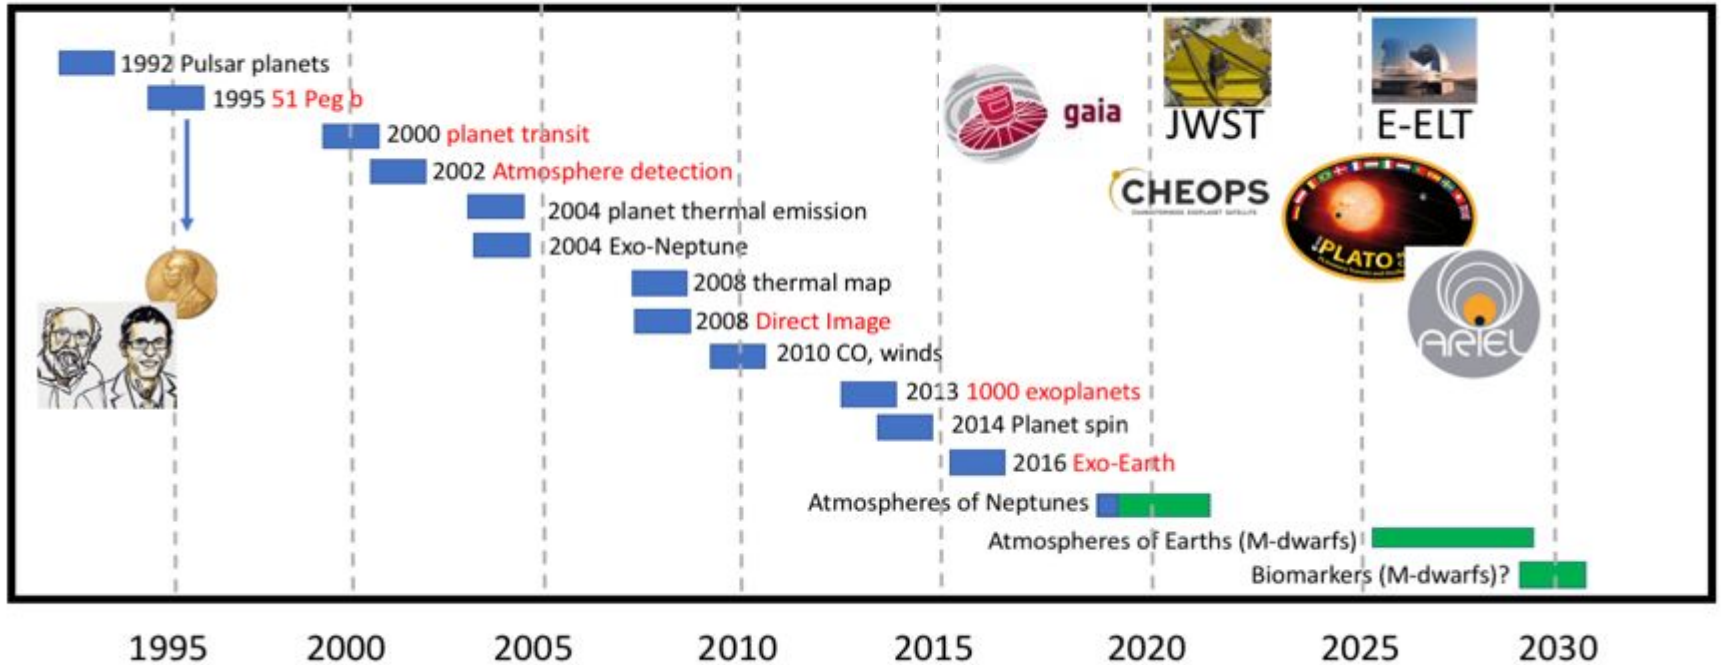 1992 Pulsar planets
1995 51 Peg b
2000 planet transit
2002 Atmosphere detection
2004 planet thermal emission
2004 Exo-Neptune
2008 thermal map
2008 Direct Image
2010 CO, winds
2013 1000 exoplanets
2014 Planet spin
2016 Exo-Earth
Atmospheres of Neptunes
Atmospheres of Earths (M-dwarfs)
Biomarkers (M-dwarfs)?
gaia
JWST
E-ELT
CHEOPS
CHARACTERISING EXOPLANET SATELLITE
PLATO
ARIEL
1995 2000 2005 2010 2015 2020 2025 2030